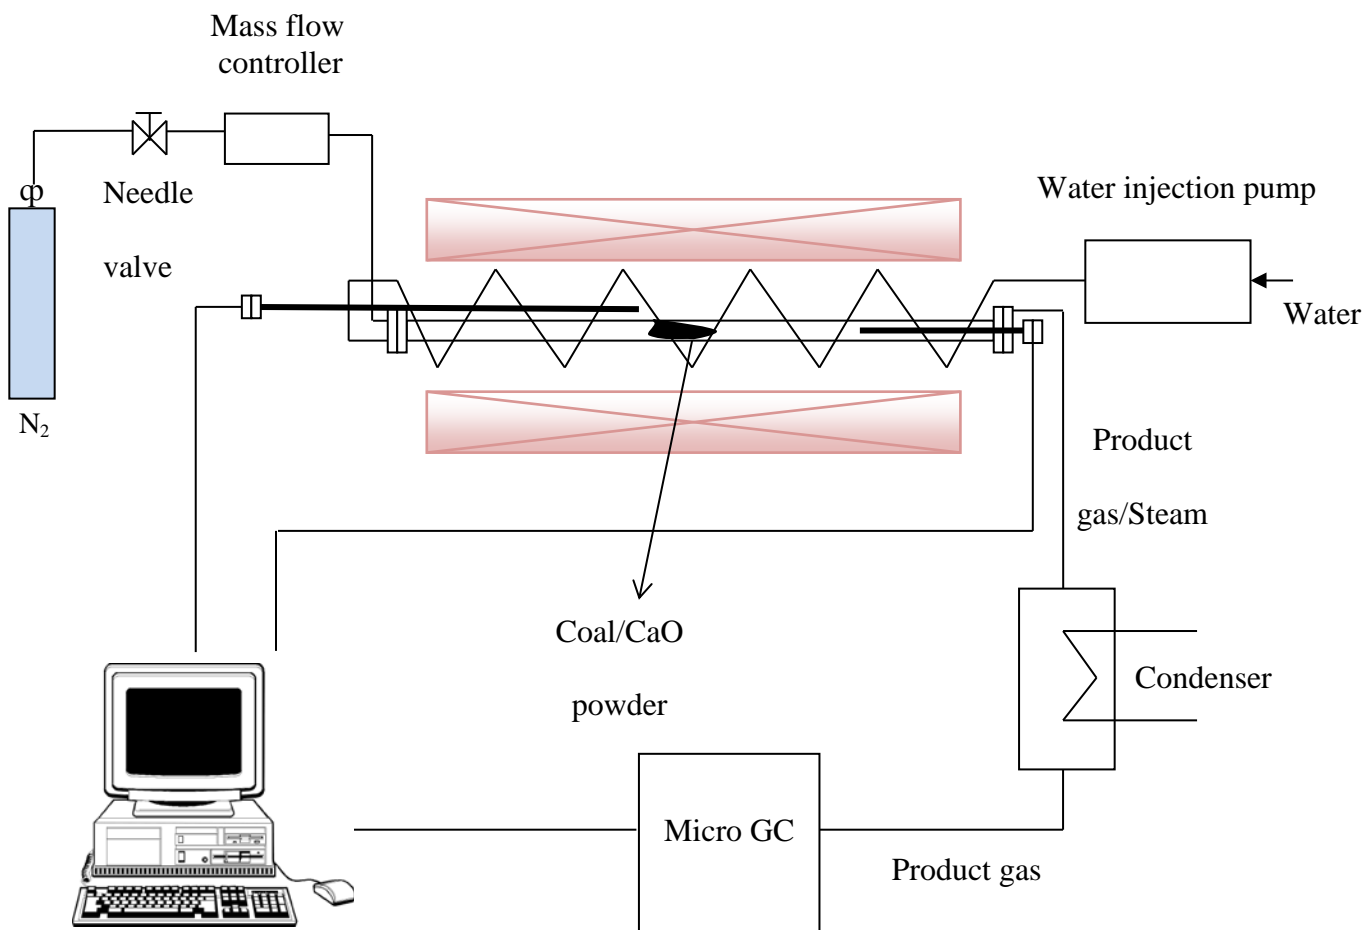 Mass flow
controller
Needle
valve
N₂
Water injection pump
Water
Product
gas/Steam
Coal/CaO
powder
Condenser
Micro GC
Product gas